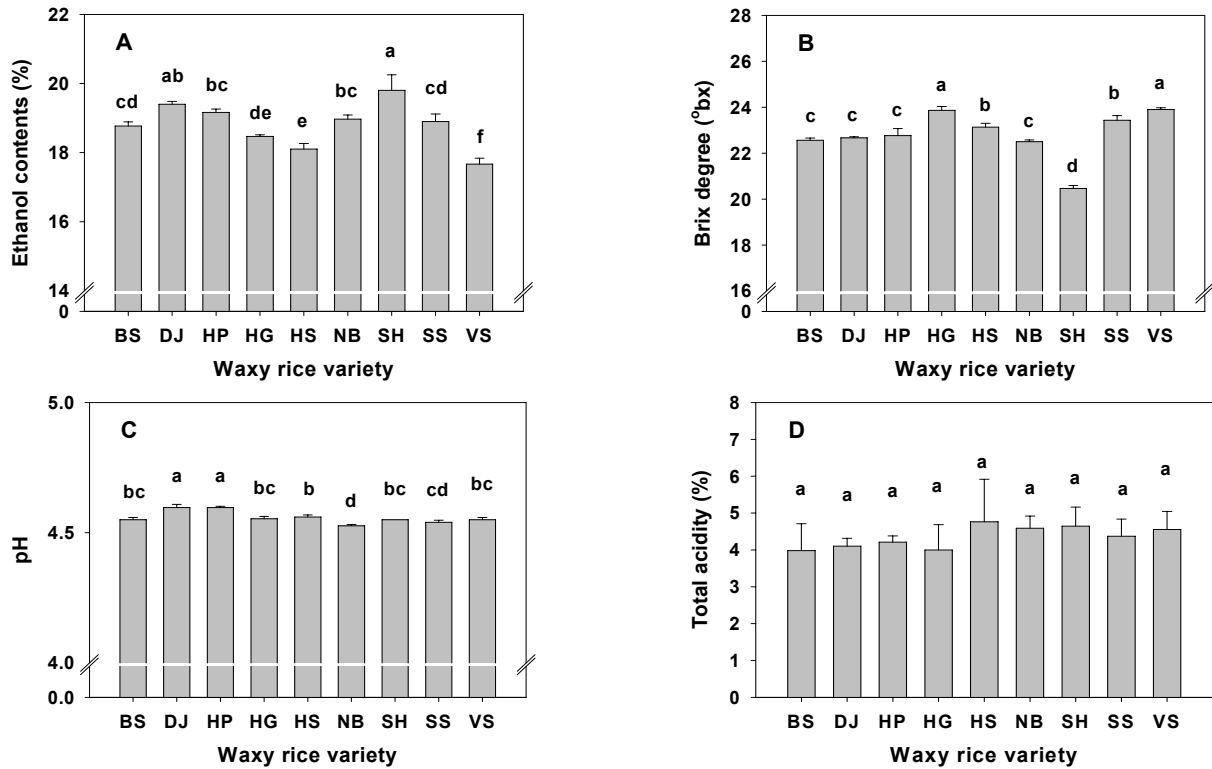 A
Ethanol contents (%)
22
20
18
16
14
0
cd ab bc de e bc a cd f
BS DJ HP HG HS NB SH SS VS
Waxy rice variety
B
Brix degree (ºbx)
28
26
24
22
20
18
16
0
c c c a b c d b a
BS DJ HP HG HS NB SH SS VS
Waxy rice variety
C
pH
5.0
4.5
4.0
0.0
bc a a bc b d bc cd bc
BS DJ HP HG HS NB SH SS VS
Waxy rice variety
D
Total acidity (%)
8
7
6
5
4
3
2
1
0
a a a a a a a a a
BS DJ HP HG HS NB SH SS VS
Waxy rice variety